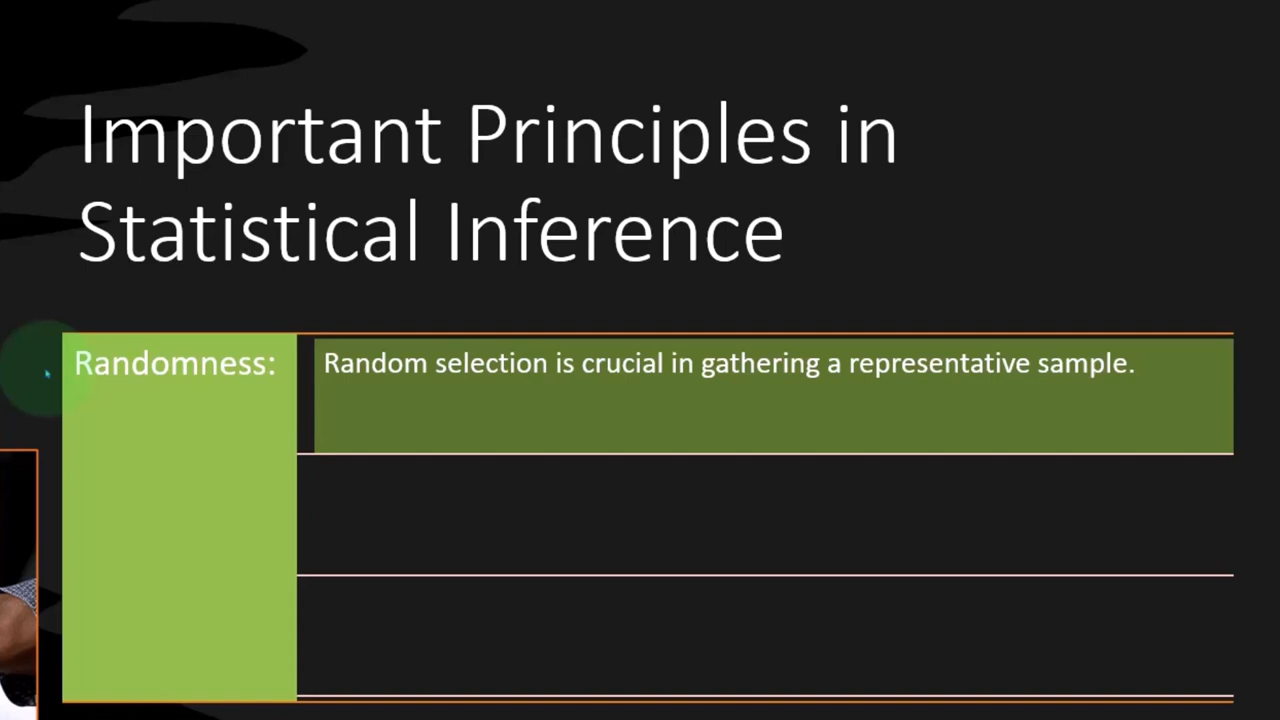 Important Principles in
Statistical Inference
Randomness:
Random selection is crucial in gathering a representative sample.